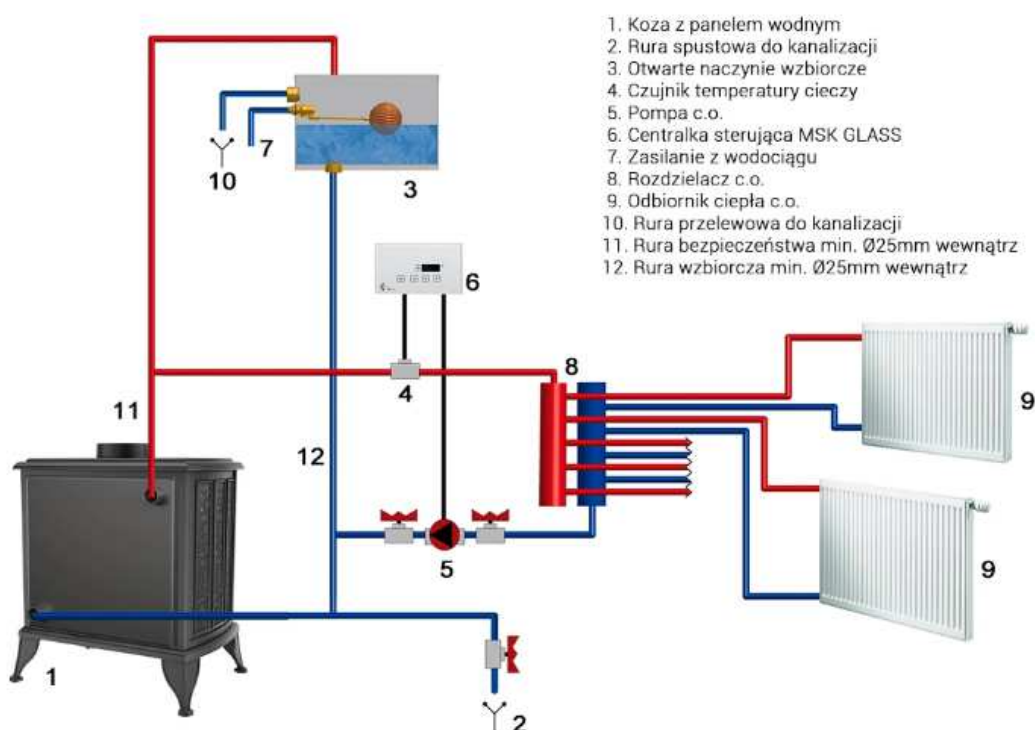 1. Koza z panelem wodnym
2. Rura spustowa do kanalizacji
3. Otwarte naczynie wzbiorcze
4. Czujnik temperatury cieczy
5. Pompa c.o.
6. Centralka sterująca MSK GLASS
7. Zasilanie z wodociągu
8. Rozdzielacz c.o.
9. Odbiornik ciepła c.o.
10. Rura przelewowa do kanalizacji
11. Rura bezpieczeństwa min. Ø25mm wewnątrz
12. Rura wzbiorcza min. Ø25mm wewnątrz
7
10
3
6
4
8
9
11
12
5
9
1
2